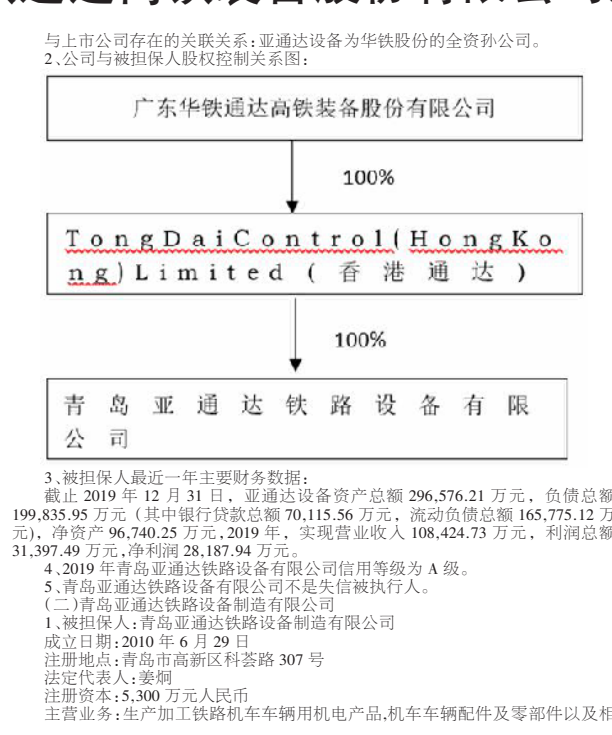 与上市公司存在的关联关系:亚通达设备为华铁股份的全资孙公司。
2、公司与被担保人股权控制关系图:
广东华铁通达高铁装备股份有限公司
100%
TongDaiControl(HongKo
ng)Limited(香港通达)
100%
青岛亚通达铁路设备有限
公司
3、被担保人最近一年主要财务数据:
截止 2019 年 12 月 31 日，亚通达设备资产总额 296,576.21 万元，负债总额
199,835.95 万元（其中银行贷款总额 70,115.56 万元，流动负债总额 165,775.12 万
元),净资产 96,740.25 万元,2019 年，实现营业收入 108,424.73 万元，利润总额
31,397.49 万元,净利润 28,187.94 万元。
4、2019 年青岛亚通达铁路设备有限公司信用等级为 A 级。
5、青岛亚通达铁路设备有限公司不是失信被执行人。
(二)青岛亚通达铁路设备制造有限公司
1、被担保人:青岛亚通达铁路设备制造有限公司
成立日期:2010 年 6 月 29 日
注册地点:青岛市高新区科荟路 307 号
法定代表人:姜炯
注册资本:5,300 万元人民币
主营业务:生产加工铁路机车车辆用机电产品,机车车辆配件及零部件以及相